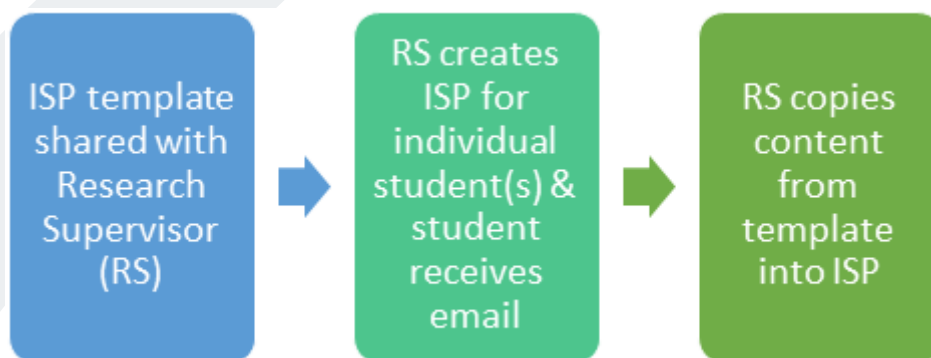 ISP template
shared with
Research
Supervisor
(RS)
RS creates
ISP for
individual
student(s) &
student
receives
email
RS copies
content
from
template
into ISP